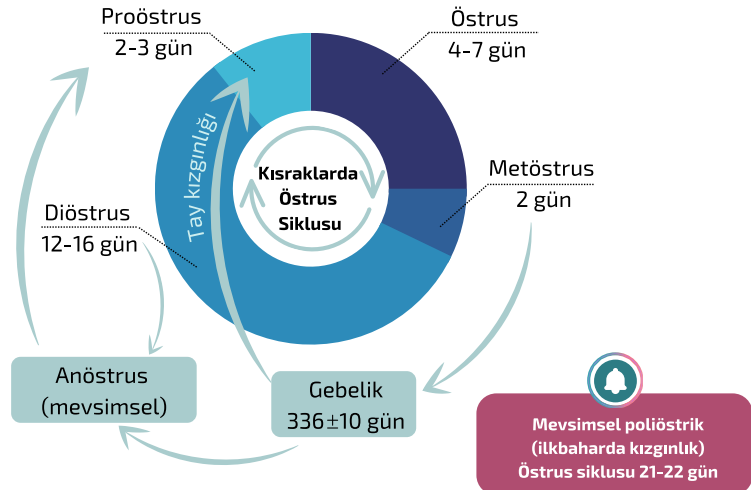 Proöstrus
2-3 gün
Östrus
4-7 gün
Tay kızgınlığı
Kısraklarda
Östrus
Siklusu
Metöstrus
2 gün
Diöstrus
12-16 gün
Anöstrus
(mevsimsel)
Gebelik
336±10 gün
Mevsimsel poliöstrik
(ilkbaharda kızgınlık)
Östrus siklusu 21-22 gün